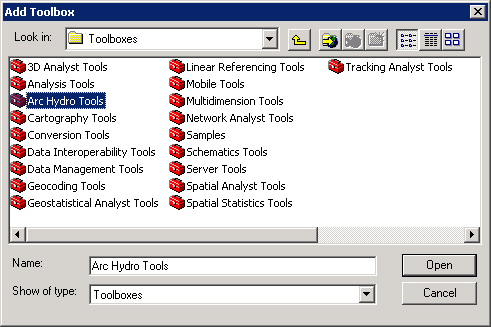 Add Toolbox
Look in: Toolboxes
3D Analyst Tools
Analysis Tools
Arc Hydro Tools
Cartography Tools
Conversion Tools
Data Interoperability Tools
Data Management Tools
Geocoding Tools
Geostatistical Analyst Tools
Linear Referencing Tools
Mobile Tools
Multidimension Tools
Network Analyst Tools
Samples
Schematics Tools
Server Tools
Spatial Analyst Tools
Spatial Statistics Tools
Tracking Analyst Tools
Name: Arc Hydro Tools Open
Show of type: Toolboxes Cancel